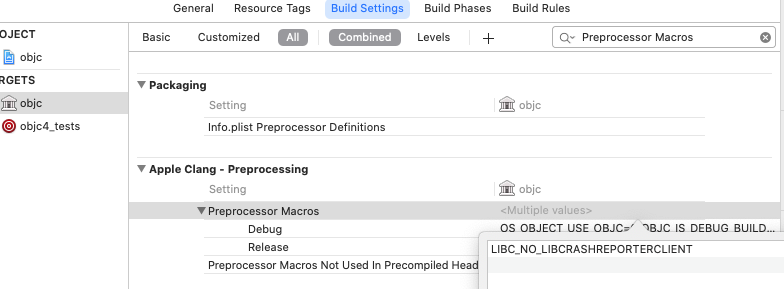 General Resource Tags Build Settings Build Phases Build Rules
OJECT
Basic Customized All Combined Levels + Preprocessor Macros
objc
RGETS
objc
objc4_tests
Packaging
Setting objc
Info.plist Preprocessor Definitions
Apple Clang - Preprocessing
Setting objc
Preprocessor Macros <Multiple values>
Debug OS_OBJECT_USE_OBJC=0 OBJC_IS_DEBUG_BUILD...
Release
LIBC_NO_LIBCRASHREPORTERCLIENT
Preprocessor Macros Not Used In Precompiled Head